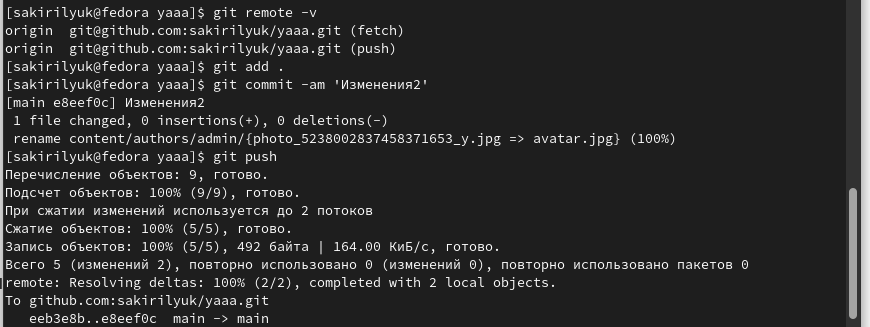 [sakirilyuk@fedora yaaa]$ git remote -v
origin  git@github.com:sakirilyuk/yaaa.git (fetch)
origin  git@github.com:sakirilyuk/yaaa.git (push)
[sakirilyuk@fedora yaaa]$ git add .
[sakirilyuk@fedora yaaa]$ git commit -am 'Изменения2'
[main e8eef0c] Изменения2
 1 file changed, 0 insertions(+), 0 deletions(-)
 rename content/authors/admin/{photo_5238002837458371653_y.jpg => avatar.jpg} (100%)
[sakirilyuk@fedora yaaa]$ git push
Перечисление объектов: 9, готово.
Подсчет объектов: 100% (9/9), готово.
При сжатии изменений используется до 2 потоков
Сжатие объектов: 100% (5/5), готово.
Запись объектов: 100% (5/5), 492 байта | 164.00 КиБ/с, готово.
Всего 5 (изменений 2), повторно использовано 0 (изменений 0), повторно использовано пакетов 0
remote: Resolving deltas: 100% (2/2), completed with 2 local objects.
To github.com:sakirilyuk/yaaa.git
   eeb3e8b..e8eef0c  main -> main